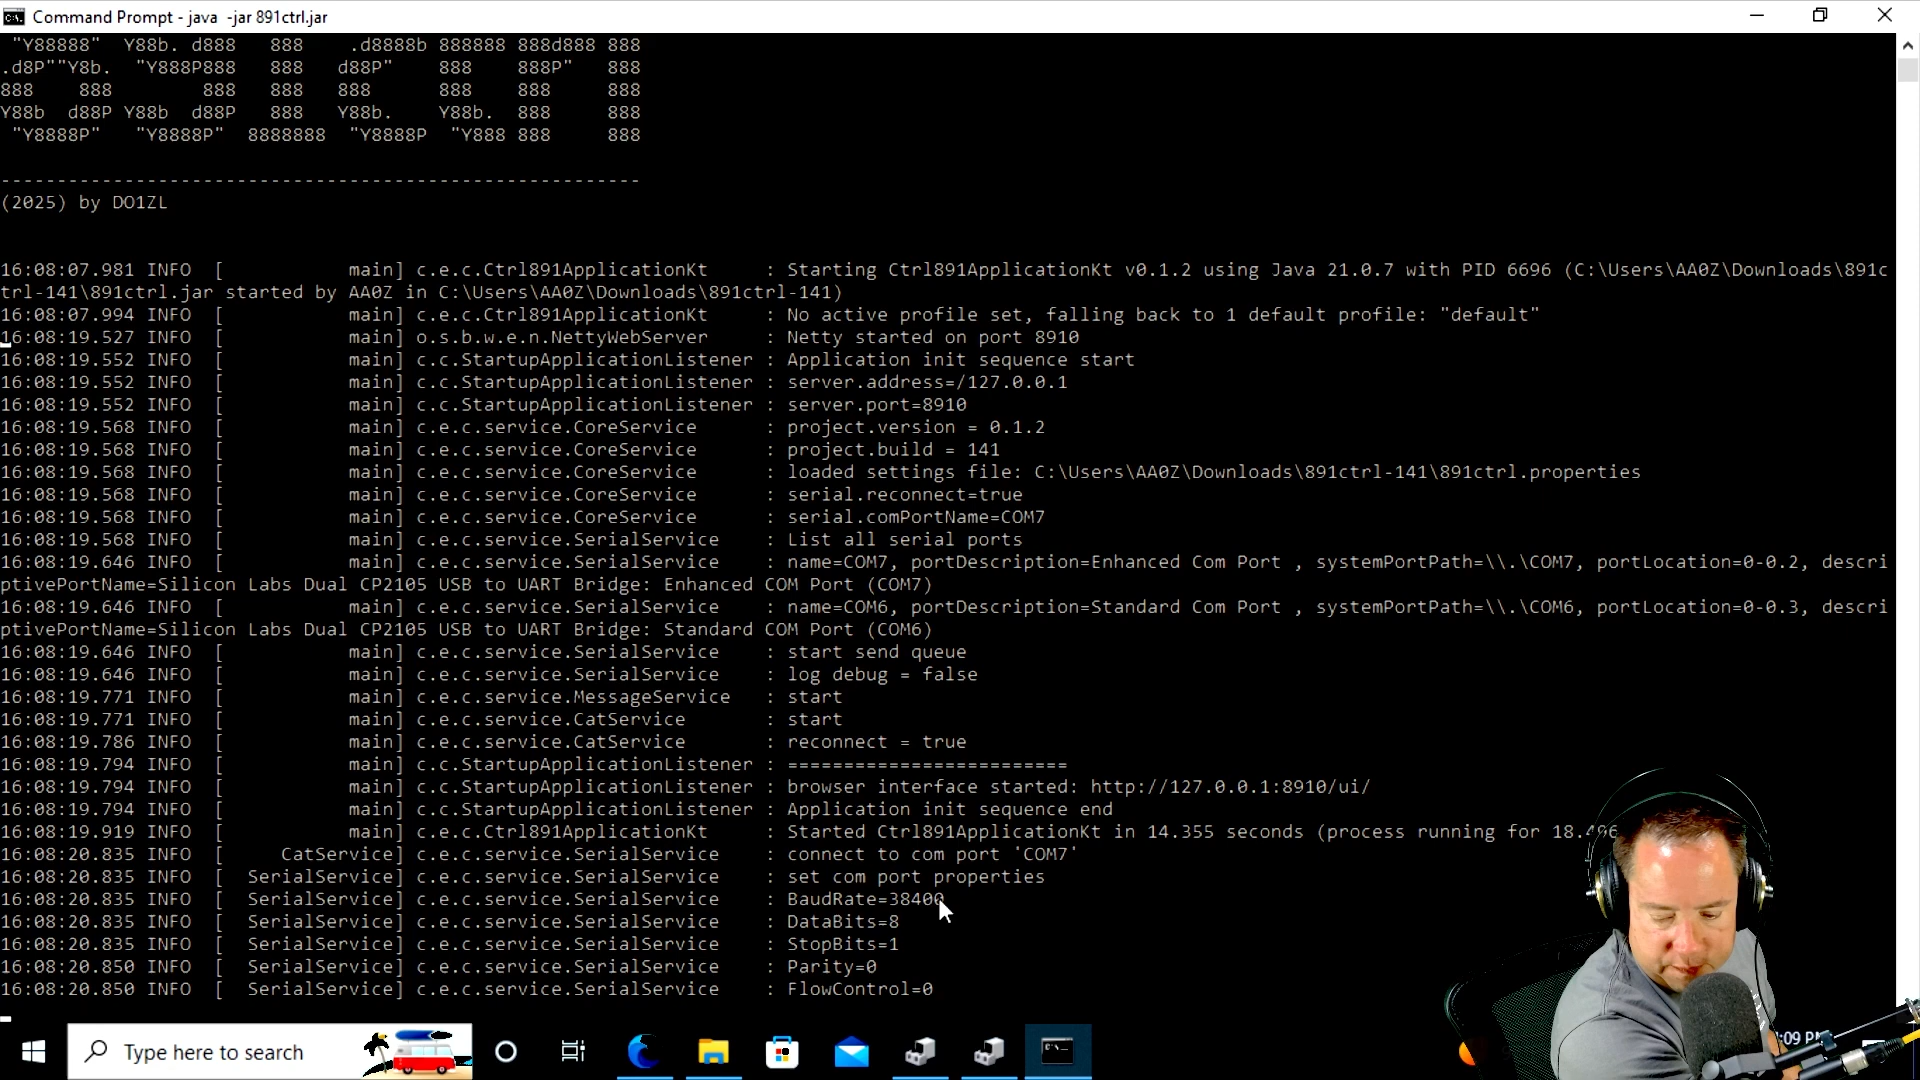 Command Prompt - java -jar 891ctrl.jar
"Y88888" Y88b. d888 888 .d8888b 888888 888d888 888
.d8P""Y8b. "Y888P888 888 d88P" 888 888P" 888
888 888 888 888 888 888 888 888
Y88b d88P Y88b d88P 888 Y88b. Y88b. 888 888
"Y8888P" "Y8888P" 8888888 "Y8888P "Y888 888 888
---------------------------------------------------------
(2025) by DO1ZL
16:08:07.981 INFO [ main] c.e.c.Ctrl891ApplicationKt : Starting Ctrl891ApplicationKt v0.1.2 using Java 21.0.7 with PID 6696 (C:\Users\AA0Z\Downloads\891c
trl-141\891ctrl.jar started by AA0Z in C:\Users\AA0Z\Downloads\891ctrl-141)
16:08:07.994 INFO [ main] c.e.c.Ctrl891ApplicationKt : No active profile set, falling back to 1 default profile: "default"
16:08:19.527 INFO [ main] o.s.b.w.e.n.NettyWebServer : Netty started on port 8910
16:08:19.552 INFO [ main] c.c.StartupApplicationListener : Application init sequence start
16:08:19.552 INFO [ main] c.c.StartupApplicationListener : server.address=/127.0.0.1
16:08:19.552 INFO [ main] c.c.StartupApplicationListener : server.port=8910
16:08:19.568 INFO [ main] c.e.c.service.CoreService : project.version = 0.1.2
16:08:19.568 INFO [ main] c.e.c.service.CoreService : project.build = 141
16:08:19.568 INFO [ main] c.e.c.service.CoreService : loaded settings file: C:\Users\AA0Z\Downloads\891ctrl-141\891ctrl.properties
16:08:19.568 INFO [ main] c.e.c.service.CoreService : serial.reconnect=true
16:08:19.568 INFO [ main] c.e.c.service.CoreService : serial.comPortName=COM7
16:08:19.568 INFO [ main] c.e.c.service.SerialService : List all serial ports
16:08:19.646 INFO [ main] c.e.c.service.SerialService : name=COM7, portDescription=Enhanced Com Port , systemPortPath=\\.\COM7, portLocation=0-0.2, descri
ptivePortName=Silicon Labs Dual CP2105 USB to UART Bridge: Enhanced COM Port (COM7)
16:08:19.646 INFO [ main] c.e.c.service.SerialService : name=COM6, portDescription=Standard Com Port , systemPortPath=\\.\COM6, portLocation=0-0.3, descri
ptivePortName=Silicon Labs Dual CP2105 USB to UART Bridge: Standard COM Port (COM6)
16:08:19.646 INFO [ main] c.e.c.service.SerialService : start send queue
16:08:19.646 INFO [ main] c.e.c.service.SerialService : log debug = false
16:08:19.771 INFO [ main] c.e.c.service.MessageService : start
16:08:19.771 INFO [ main] c.e.c.service.CatService : start
16:08:19.786 INFO [ main] c.e.c.service.CatService : reconnect = true
16:08:19.794 INFO [ main] c.c.StartupApplicationListener : =========================
16:08:19.794 INFO [ main] c.c.StartupApplicationListener : browser interface started: http://127.0.0.1:8910/ui/
16:08:19.794 INFO [ main] c.c.StartupApplicationListener : Application init sequence end
16:08:19.919 INFO [ main] c.e.c.Ctrl891ApplicationKt : Started Ctrl891ApplicationKt in 14.355 seconds (process running for
16:08:20.835 INFO [ CatService] c.e.c.service.SerialService : connect to com port 'COM7'
16:08:20.835 INFO [ SerialService] c.e.c.service.SerialService : set com port properties
16:08:20.835 INFO [ SerialService] c.e.c.service.SerialService : BaudRate=38400
16:08:20.835 INFO [ SerialService] c.e.c.service.SerialService : DataBits=8
16:08:20.835 INFO [ SerialService] c.e.c.service.SerialService : StopBits=1
16:08:20.850 INFO [ SerialService] c.e.c.service.SerialService : Parity=0
16:08:20.850 INFO [ SerialService] c.e.c.service.SerialService : FlowControl=0
Type here to search